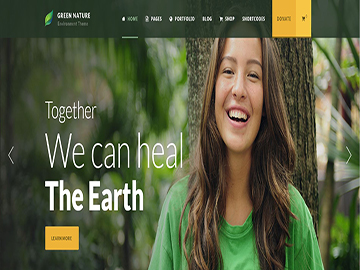 GREEN NATURE
Environment Theme
HOME PAGES PORTFOLIO BLOG SHOP SHORTCODES DONATE
Together
We can heal
The Earth
LEARN MORE